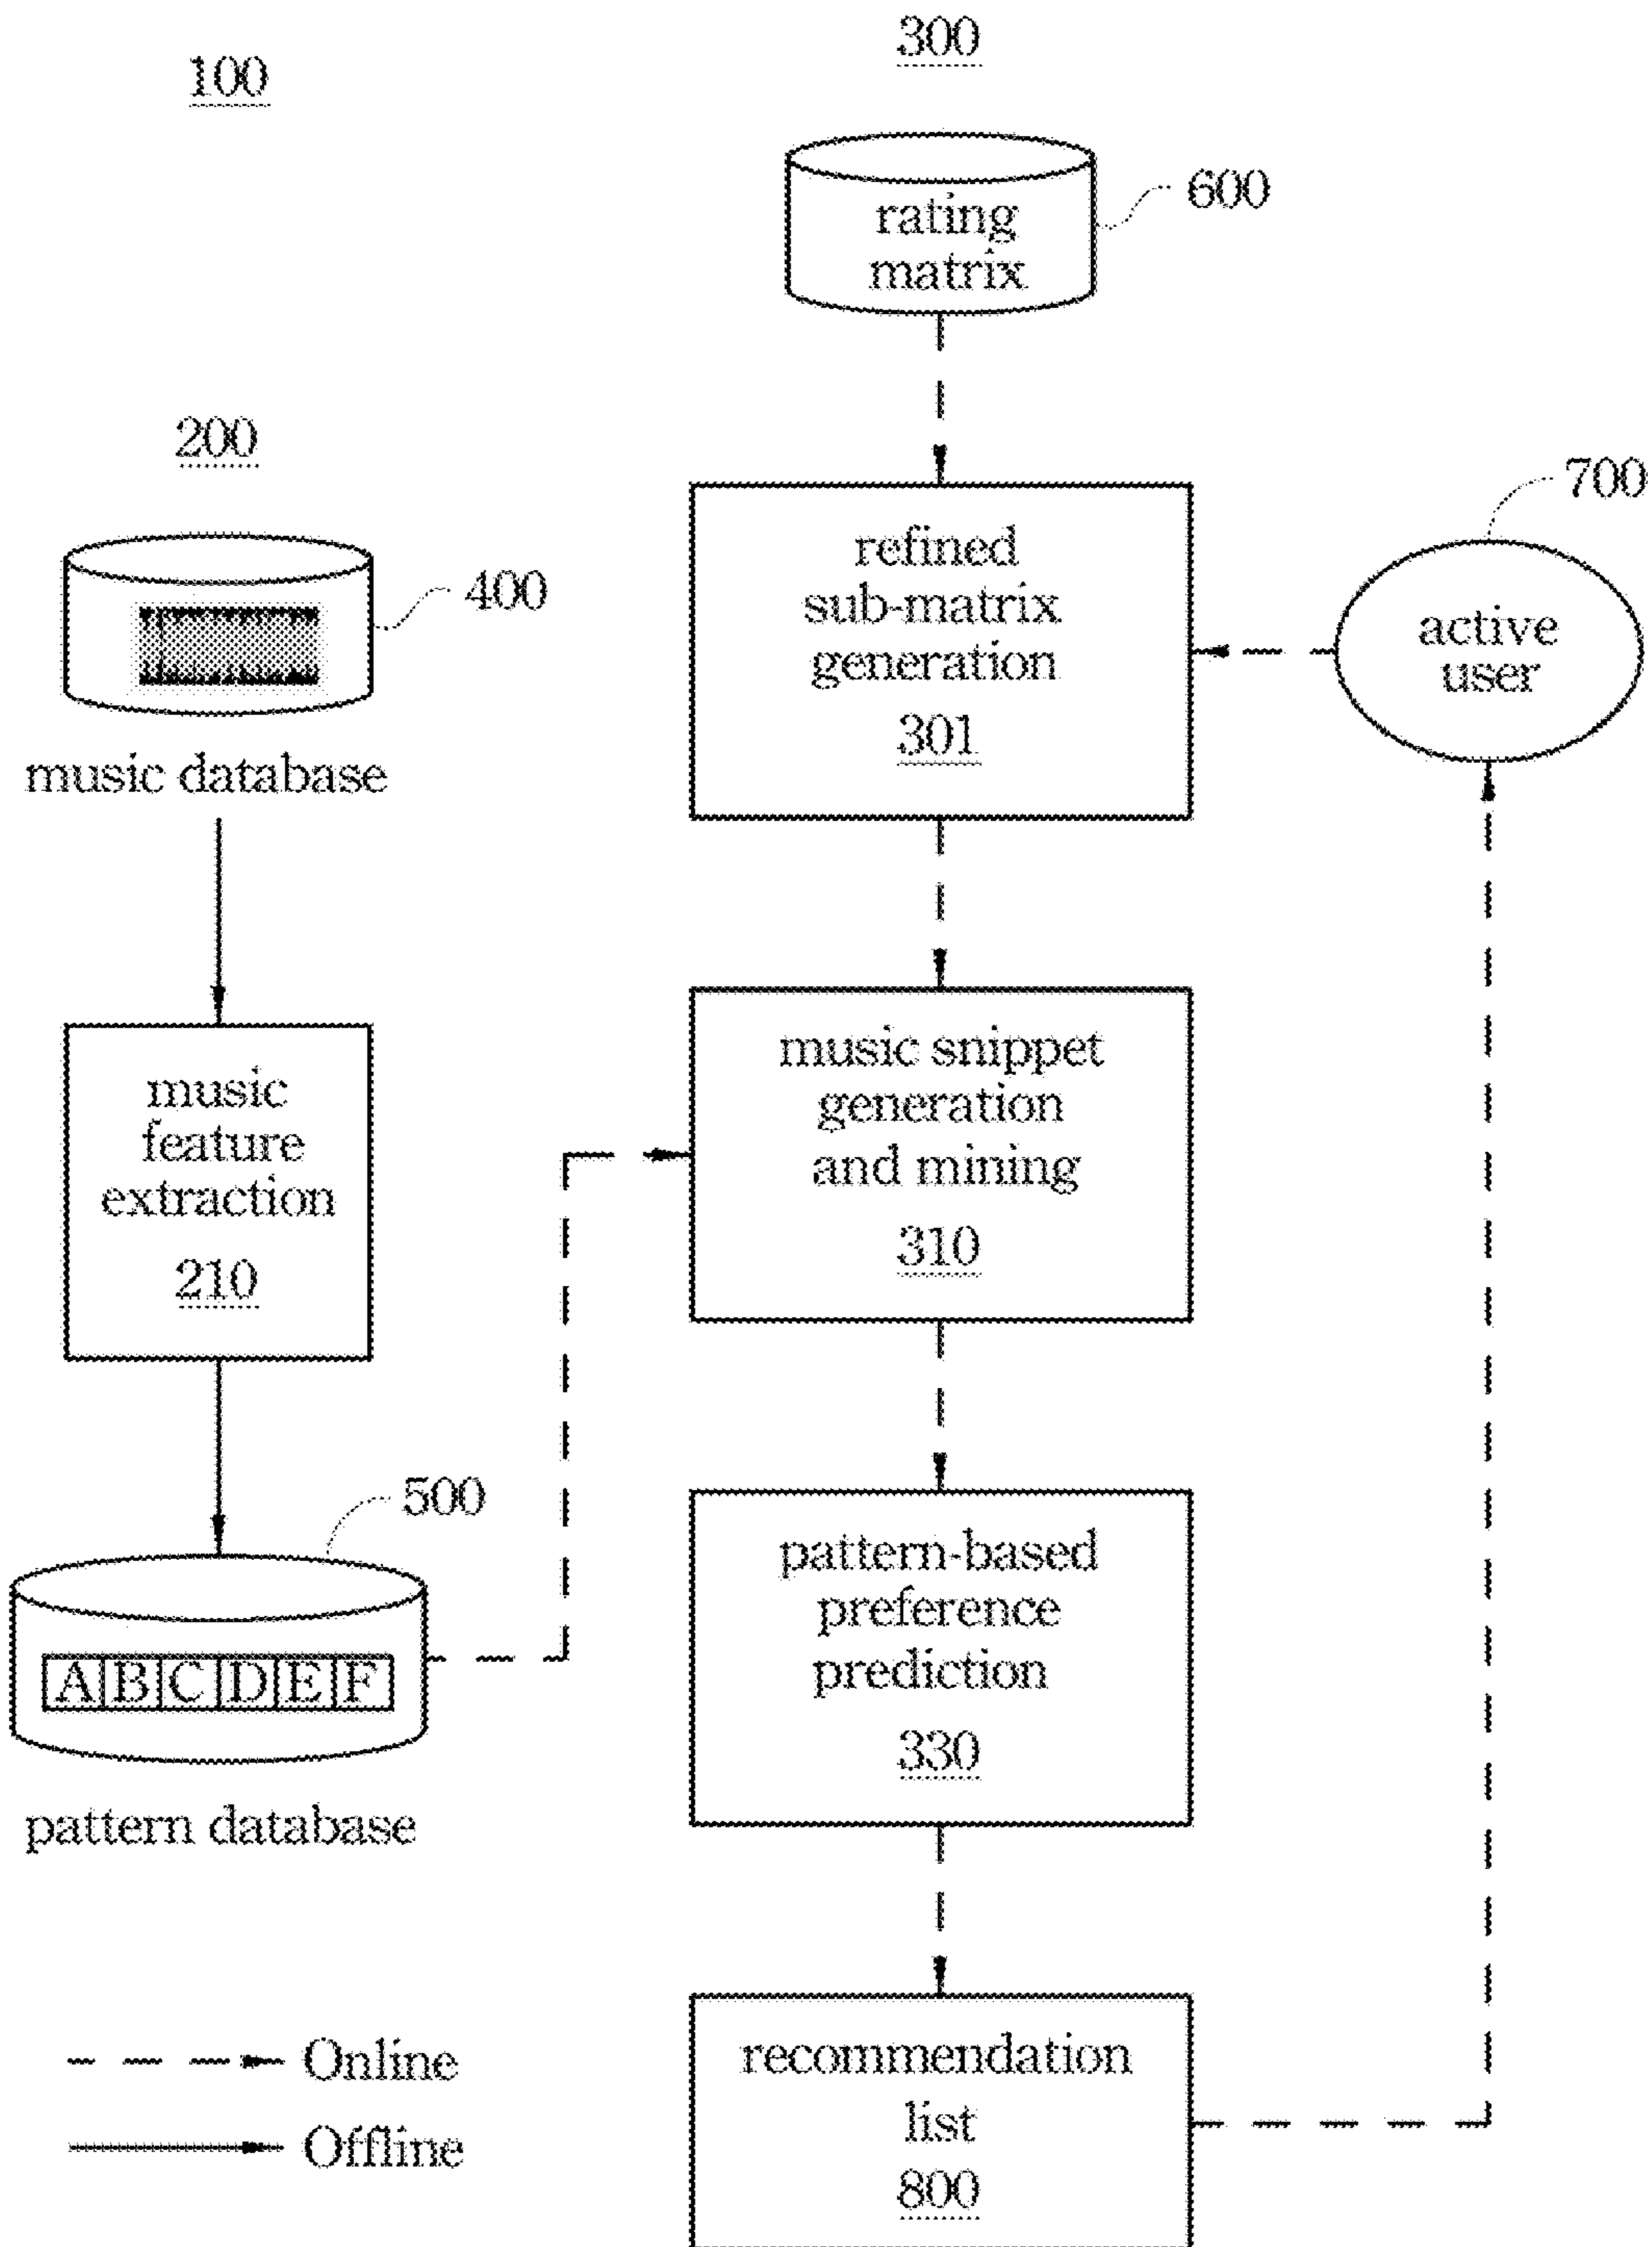 100
300
rating
matrix
600
200
400
music database
refined
sub-matrix
generation
301
700
active
user
music
feature
extraction
210
music snippet
generation
and mining
310
500
A B C D E F
pattern database
pattern-based
preference
prediction
330
recommendation
list
800
Online
Offline